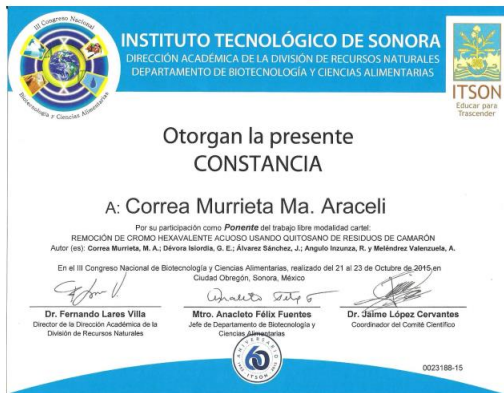 III Congreso Nacional
Biotecnología y Ciencias Alimentarias
INSTITUTO TECNOLÓGICO DE SONORA
DIRECCIÓN ACADÉMICA DE LA DIVISIÓN DE RECURSOS NATURALES
DEPARTAMENTO DE BIOTECNOLOGÍA Y CIENCIAS ALIMENTARIAS
ITSON
Educar para
Trascender
Otorgan la presente
CONSTANCIA
A: Correa Murrieta Ma. Araceli
Por su participación como Ponente del trabajo libre modalidad cartel:
REMOCIÓN DE CROMO HEXAVALENTE ACUOSO USANDO QUITOSANO DE RESIDUOS DE CAMARÓN
Autor (es): Correa Murrieta, M. A.; Dévora Isiordia, G. E.; Álvarez Sánchez, J.; Angulo Inzunza, R. y Meléndrez Valenzuela, A.
En el III Congreso Nacional de Biotecnología y Ciencias Alimentarias, realizado del 21 al 23 de Octubre de 2015,en
Ciudad Obregón, Sonora, México
Dr. Fernando Lares Villa
Director de la Dirección Académica de la
División de Recursos Naturales
Mtro. Anacleto Félix Fuentes
Jefe de Departamento de Biotecnología y
Ciencias Alimentarias
Dr. Jaime López Cervantes
Coordinador del Comité Científico
ANIVERSARIO
60
ITSON
0023188-15